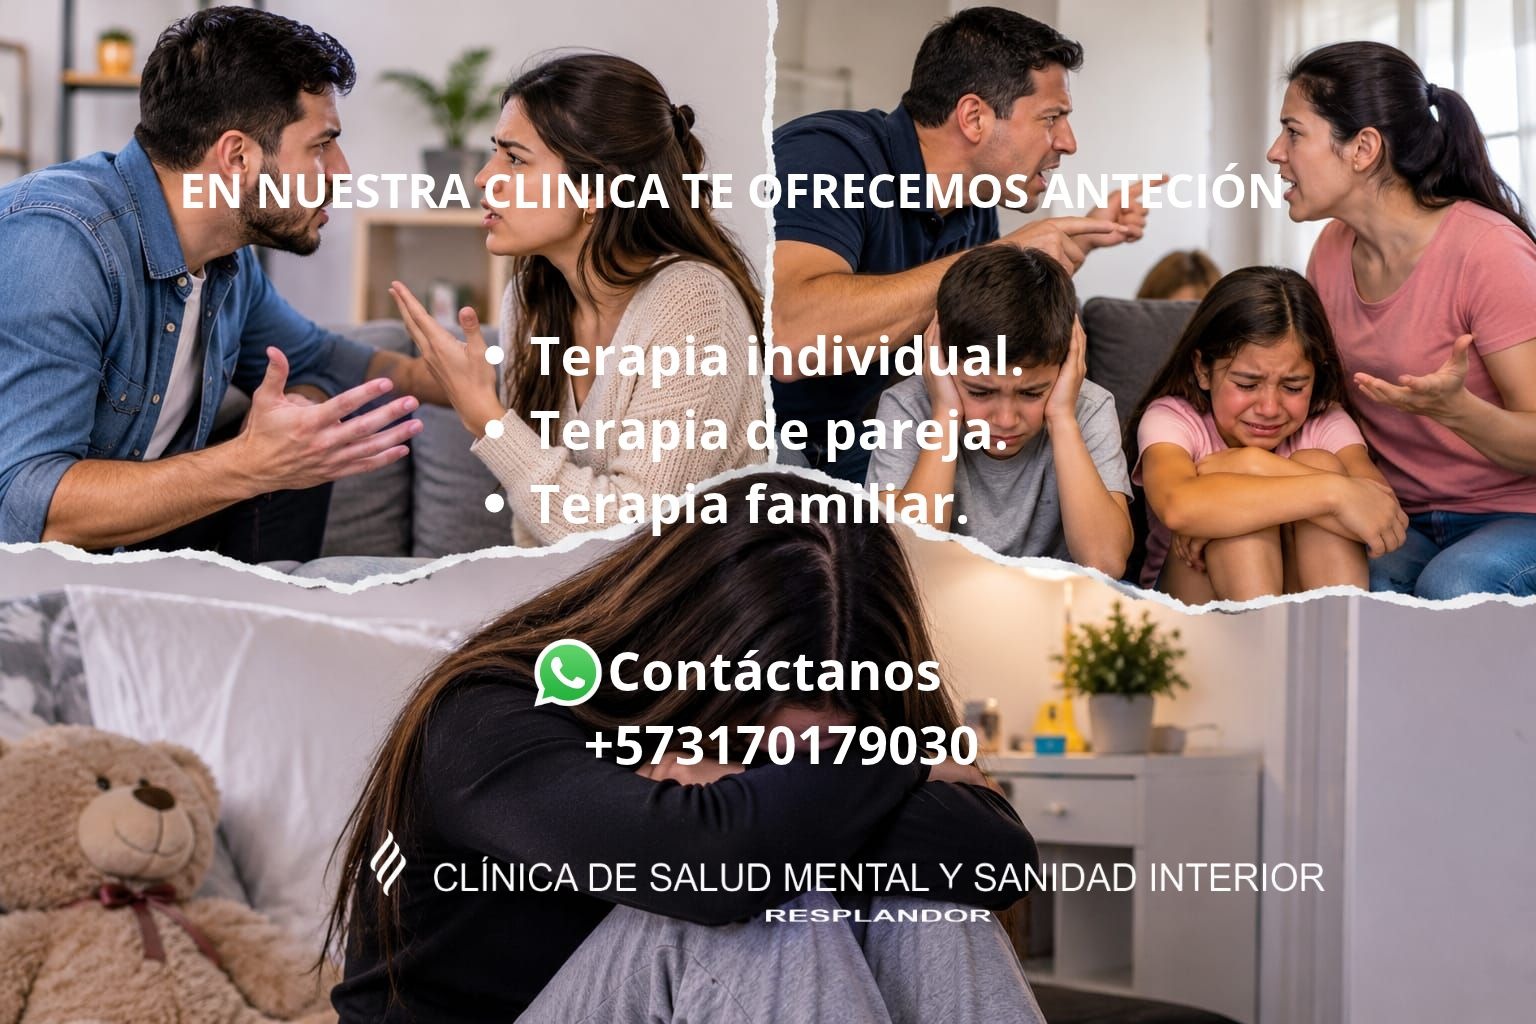 EN NUESTRA CLINICA TE OFRECEMOS ANTECIÓN
• Terapia individual.
• Terapia de pareja.
• Terapia familiar.
Contáctanos
+573170179030
CLÍNICA DE SALUD MENTAL Y SANIDAD INTERIOR
RESPLANDOR